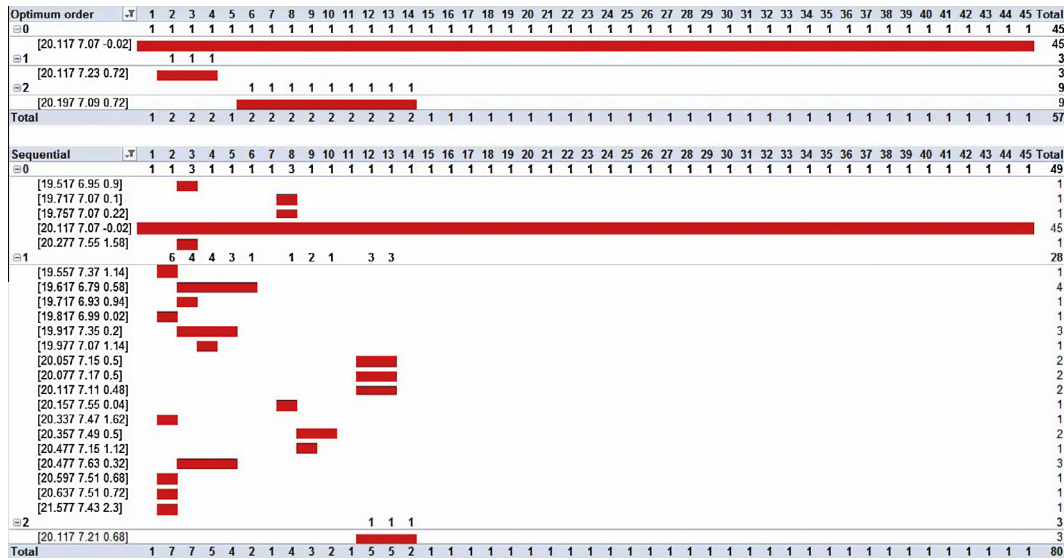 Optimum order 1 2 3 4 5 6 7 8 9 10 11 12 13 14 15 16 17 18 19 20 21 22 23 24 25 26 27 28 29 30 31 32 33 34 35 36 37 38 39 40 41 42 43 44 45 Total
0 1 1 1 1 1 1 1 1 1 1 1 1 1 1 1 1 1 1 1 1 1 1 1 1 1 1 1 1 1 1 1 1 1 1 1 1 1 1 1 1 1 1 1 1 1 45
[20.117 7.07 -0.02] 45
1 1 1 1 3
[20.117 7.23 0.72] 3
2 1 1 1 1 1 1 1 1 1 9
[20.197 7.09 0.72] 9
Total 1 2 2 2 1 2 2 2 2 2 2 2 2 2 1 1 1 1 1 1 1 1 1 1 1 1 1 1 1 1 1 1 1 1 1 1 1 1 1 1 1 1 1 1 1 57
Sequential 1 2 3 4 5 6 7 8 9 10 11 12 13 14 15 16 17 18 19 20 21 22 23 24 25 26 27 28 29 30 31 32 33 34 35 36 37 38 39 40 41 42 43 44 45 Total
0 1 1 3 1 1 1 1 3 1 1 1 1 1 1 1 1 1 1 1 1 1 1 1 1 1 1 1 1 1 1 1 1 1 1 1 1 1 1 1 1 1 1 1 1 1 49
[19.517 6.95 0.9] 1
[19.717 7.07 0.1] 1
[19.757 7.07 0.22] 1
[20.117 7.07 -0.02] 45
[20.277 7.55 1.58] 1
1 6 4 4 3 1 1 2 1 3 3 28
[19.557 7.37 1.14] 1
[19.617 6.79 0.58] 4
[19.717 6.93 0.94] 1
[19.817 6.99 0.02] 1
[19.917 7.35 0.2] 3
[19.977 7.07 1.14] 1
[20.057 7.15 0.5] 2
[20.077 7.17 0.5] 2
[20.117 7.11 0.48] 2
[20.157 7.55 0.04] 1
[20.337 7.47 1.62] 1
[20.357 7.49 0.5] 2
[20.477 7.15 1.12] 1
[20.477 7.63 0.32] 3
[20.597 7.51 0.68] 1
[20.637 7.51 0.72] 1
[21.577 7.43 2.3] 1
2 1 1 1 3
[20.117 7.21 0.68] 3
Total 1 7 7 5 4 2 1 4 3 2 1 5 5 2 1 1 1 1 1 1 1 1 1 1 1 1 1 1 1 1 1 1 1 1 1 1 1 1 1 1 1 1 1 1 1 80